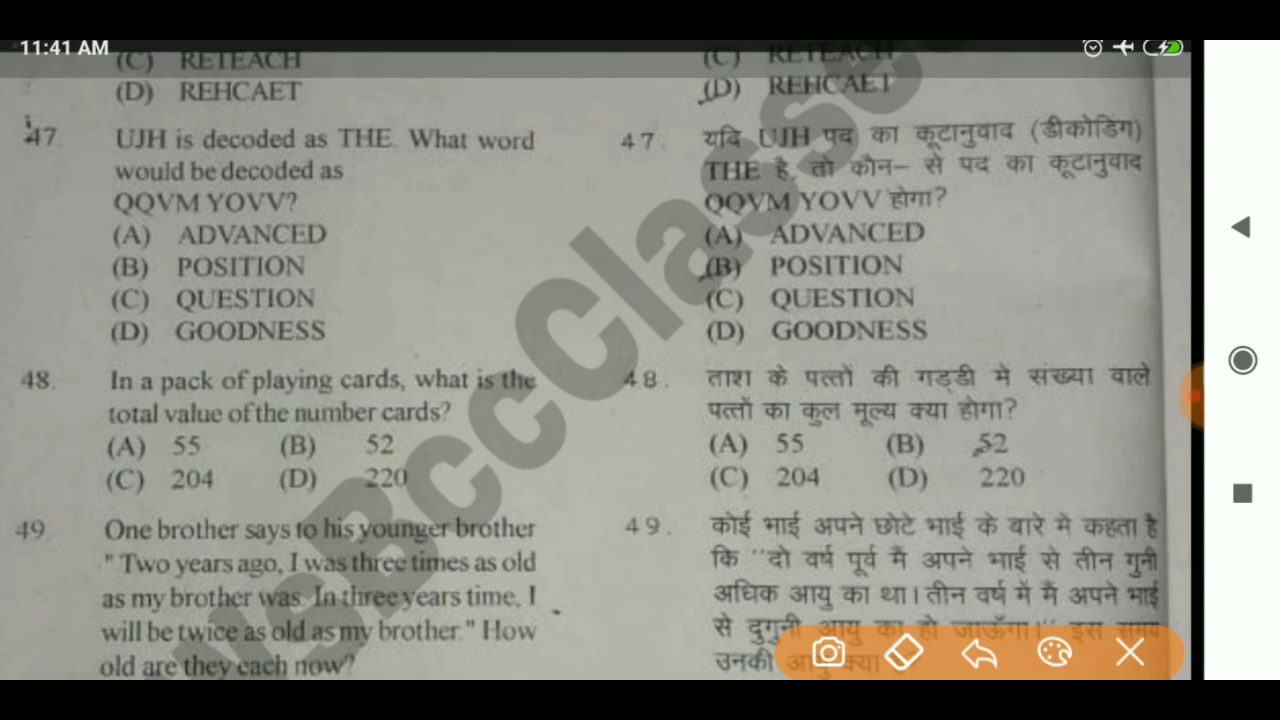 11:41 AM
(C) RETEACH
(D) REHCAET
47 UJH is decoded as THE. What word
would be decoded as
QQVM YOVV?
(A) ADVANCED
(B) POSITION
(C) QUESTION
(D) GOODNESS
48. In a pack of playing cards, what is the
total value of the number cards?
(A) 55 (B) 52
(C) 204 (D) 220
49. One brother says to his younger brother
" Two years ago, I was three times as old
as my brother was. In three years time, I
will be twice as old as my brother." How
old are they each now?
(C) RETEACH
(D) REHCAET
47 यदि UJH पद का कूटानुवाद (डीकोडिंग)
THE है, तो कौन– से पद का कूटानुवाद
QQVM YOVV होगा?
(A) ADVANCED
(B) POSITION
(C) QUESTION
(D) GOODNESS
48. ताश के पत्तों की गड्डी मे संख्या वाले
पत्तों का कुल मूल्य क्या होगा?
(A) 55 (B) 52
(C) 204 (D) 220
49. कोई भाई अपने छोटे भाई के बारे मे कहता है
कि "दो वर्ष पूर्व मै अपने भाई से तीन गुनी
अधिक आयु का था। तीन वर्ष में मैं अपने भाई
से दुगुनी आयु का हो जाऊँगा।" इस समय
उनकी क्या